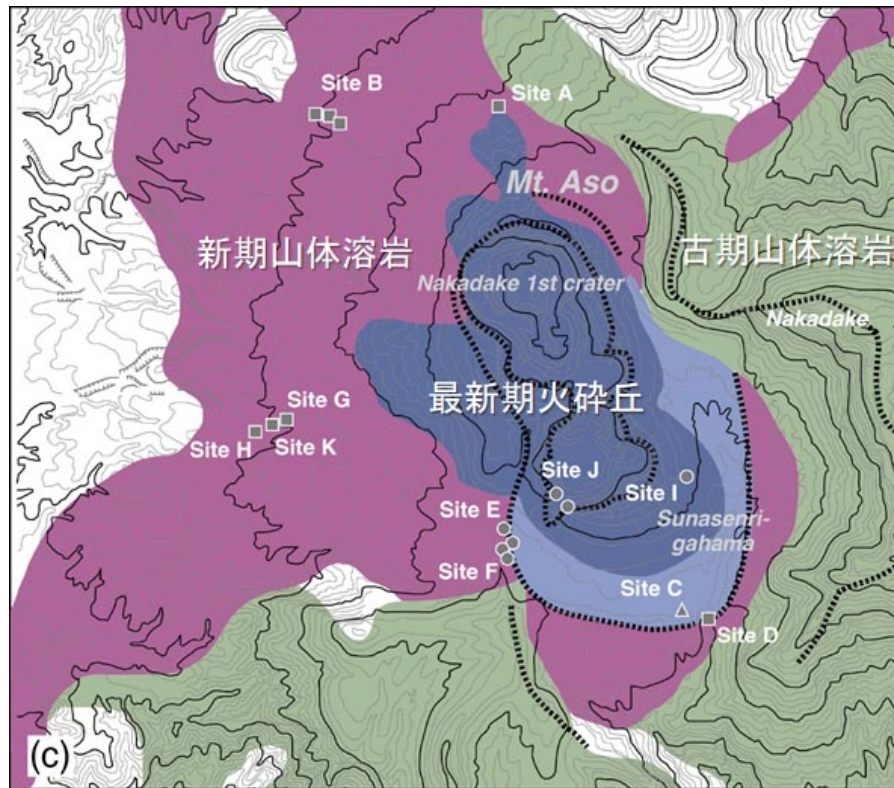 Site B
Site A
Mt. Aso
新期山体溶岩
古期山体溶岩
Nakadake 1st crater
Nakadake
最新期火砕丘
Site G
Site H
Site K
Site J
Site I
Site E
Sunasenri-
gahama
Site F
Site C
Site D
(c)